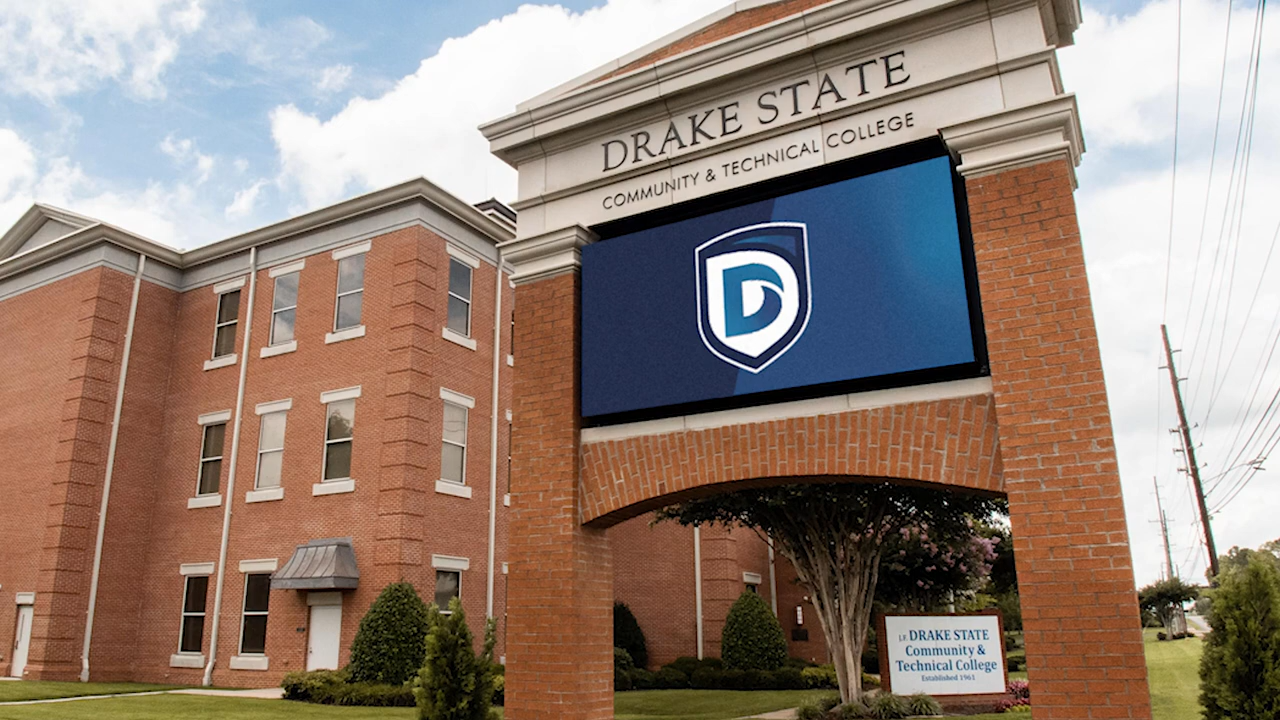 DRAKE STATE
COMMUNITY & TECHNICAL COLLEGE
D
J.F. DRAKE STATE
Community &
Technical College
Established 1961